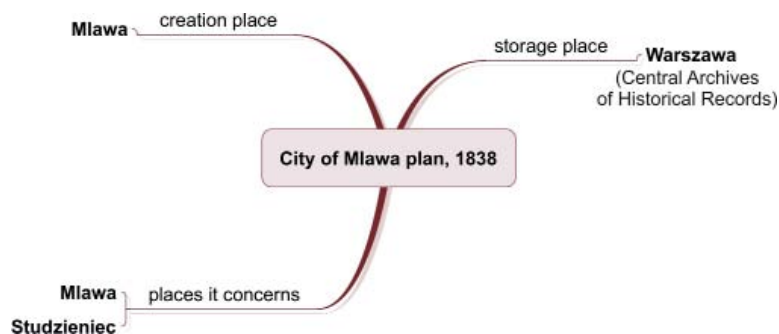 Mlawa
creation place
storage place
Warszawa
(Central Archives
of Historical Records)
City of Mlawa plan, 1838
Mlawa
places it concerns
Studzieniec